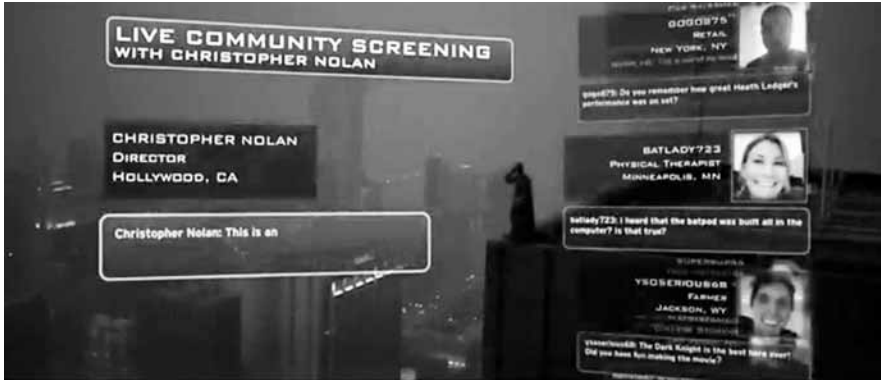 LIVE COMMUNITY SCREENING
WITH CHRISTOPHER NOLAN
CHRISTOPHER NOLAN
DIRECTOR
HOLLYWOOD, CA
Christopher Nolan: This is an
GOGO875
RETAIL
NEW YORK, NY
gogo875: Do you remember how great Heath Ledger's
performance was on set?
BATLADY723
PHYSICAL THERAPIST
MINNEAPOLIS, MN
batlady723: I heard that the batpod was built all in the
computer? Is that true?
YSOSERIOUS68
FARMER
JACKSON, WY
ysoserious68: The Dark Knight is the best hero ever!
Did you have fun making the movie?